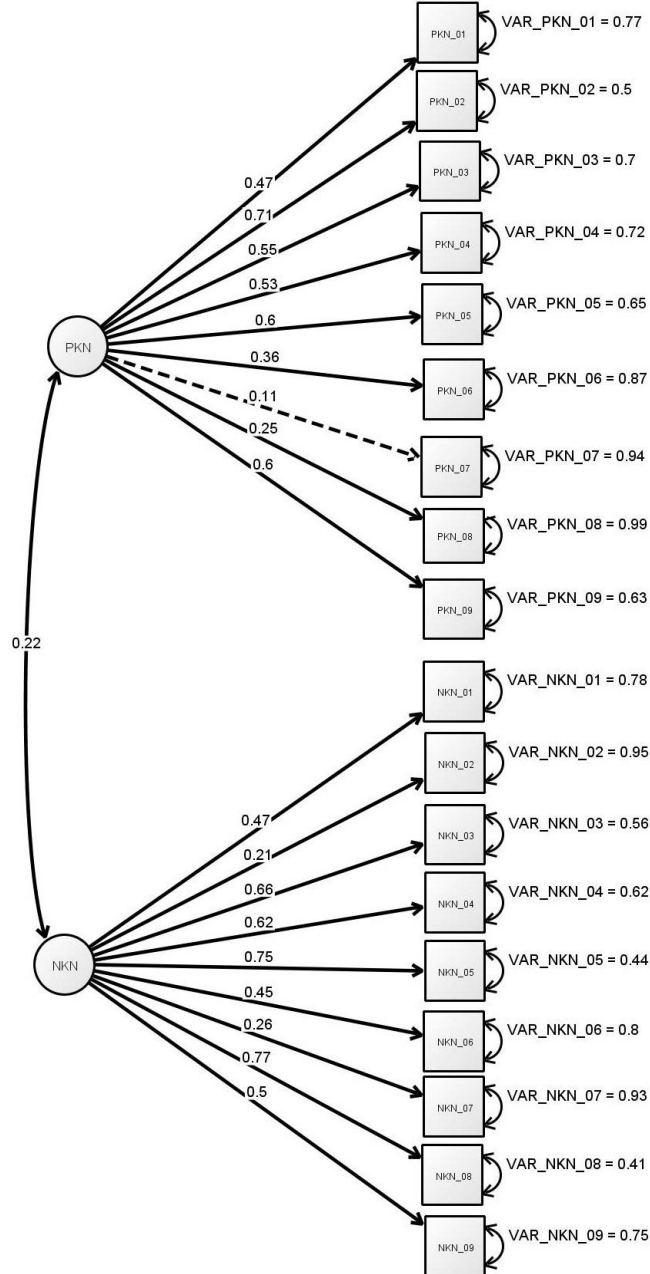 PKN_01
VAR_PKN_01 = 0.77
PKN_02
VAR_PKN_02 = 0.5
PKN_03
VAR_PKN_03 = 0.7
PKN_04
VAR_PKN_04 = 0.72
PKN_05
VAR_PKN_05 = 0.65
PKN_06
VAR_PKN_06 = 0.87
PKN_07
VAR_PKN_07 = 0.94
PKN_08
VAR_PKN_08 = 0.99
PKN_09
VAR_PKN_09 = 0.63
0.47
0.71
0.55
0.53
0.6
0.36
0.11
0.25
0.6
PKN
0.22
NKN_01
VAR_NKN_01 = 0.78
NKN_02
VAR_NKN_02 = 0.95
NKN_03
VAR_NKN_03 = 0.56
NKN_04
VAR_NKN_04 = 0.62
NKN_05
VAR_NKN_05 = 0.44
NKN_06
VAR_NKN_06 = 0.8
NKN_07
VAR_NKN_07 = 0.93
NKN_08
VAR_NKN_08 = 0.41
NKN_09
VAR_NKN_09 = 0.75
0.47
0.21
0.66
0.62
0.75
0.45
0.26
0.77
0.5
NKN